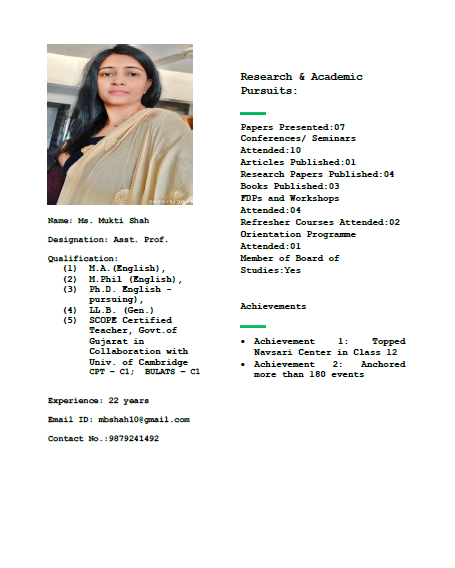 Name: Ms. Mukti Shah
Designation: Asst. Prof.
Qualification:
(1) M.A.(English),
(2) M.Phil (English),
(3) Ph.D. English –
pursuing),
(4) LL.B. (Gen.)
(5) SCOPE Certified
Teacher, Govt.of
Gujarat in
Collaboration with
Univ. of Cambridge
CPT – C1; BULATS – C1
Experience: 22 years
Email ID: mbshah10@gmail.com
Contact No.:9879241492
Research & Academic
Pursuits:
Papers Presented:07
Conferences/ Seminars
Attended:10
Articles Published:01
Research Papers Published:04
Books Published:03
FDPs and Workshops
Attended:04
Refresher Courses Attended:02
Orientation Programme
Attended:01
Member of Board of
Studies:Yes
Achievements
• Achievement 1: Topped
Navsari Center in Class 12
• Achievement 2: Anchored
more than 180 events